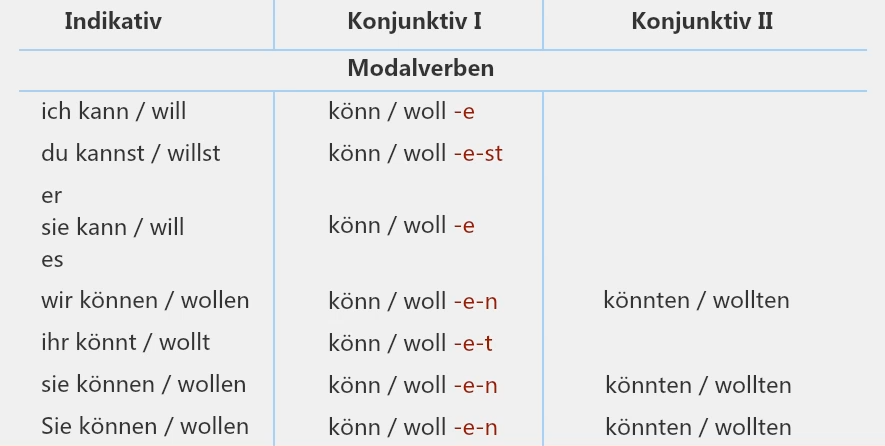 Indikativ Konjunktiv I Konjunktiv II
Modalverben
ich kann / will könn / woll -e
du kannst / willst könn / woll -e-st
er
sie kann / will könn / woll -e
es
wir können / wollen könn / woll -e-n könnten / wollten
ihr könnt / wollt könn / woll -e-t
sie können / wollen könn / woll -e-n könnten / wollten
Sie können / wollen könn / woll -e-n könnten / wollten